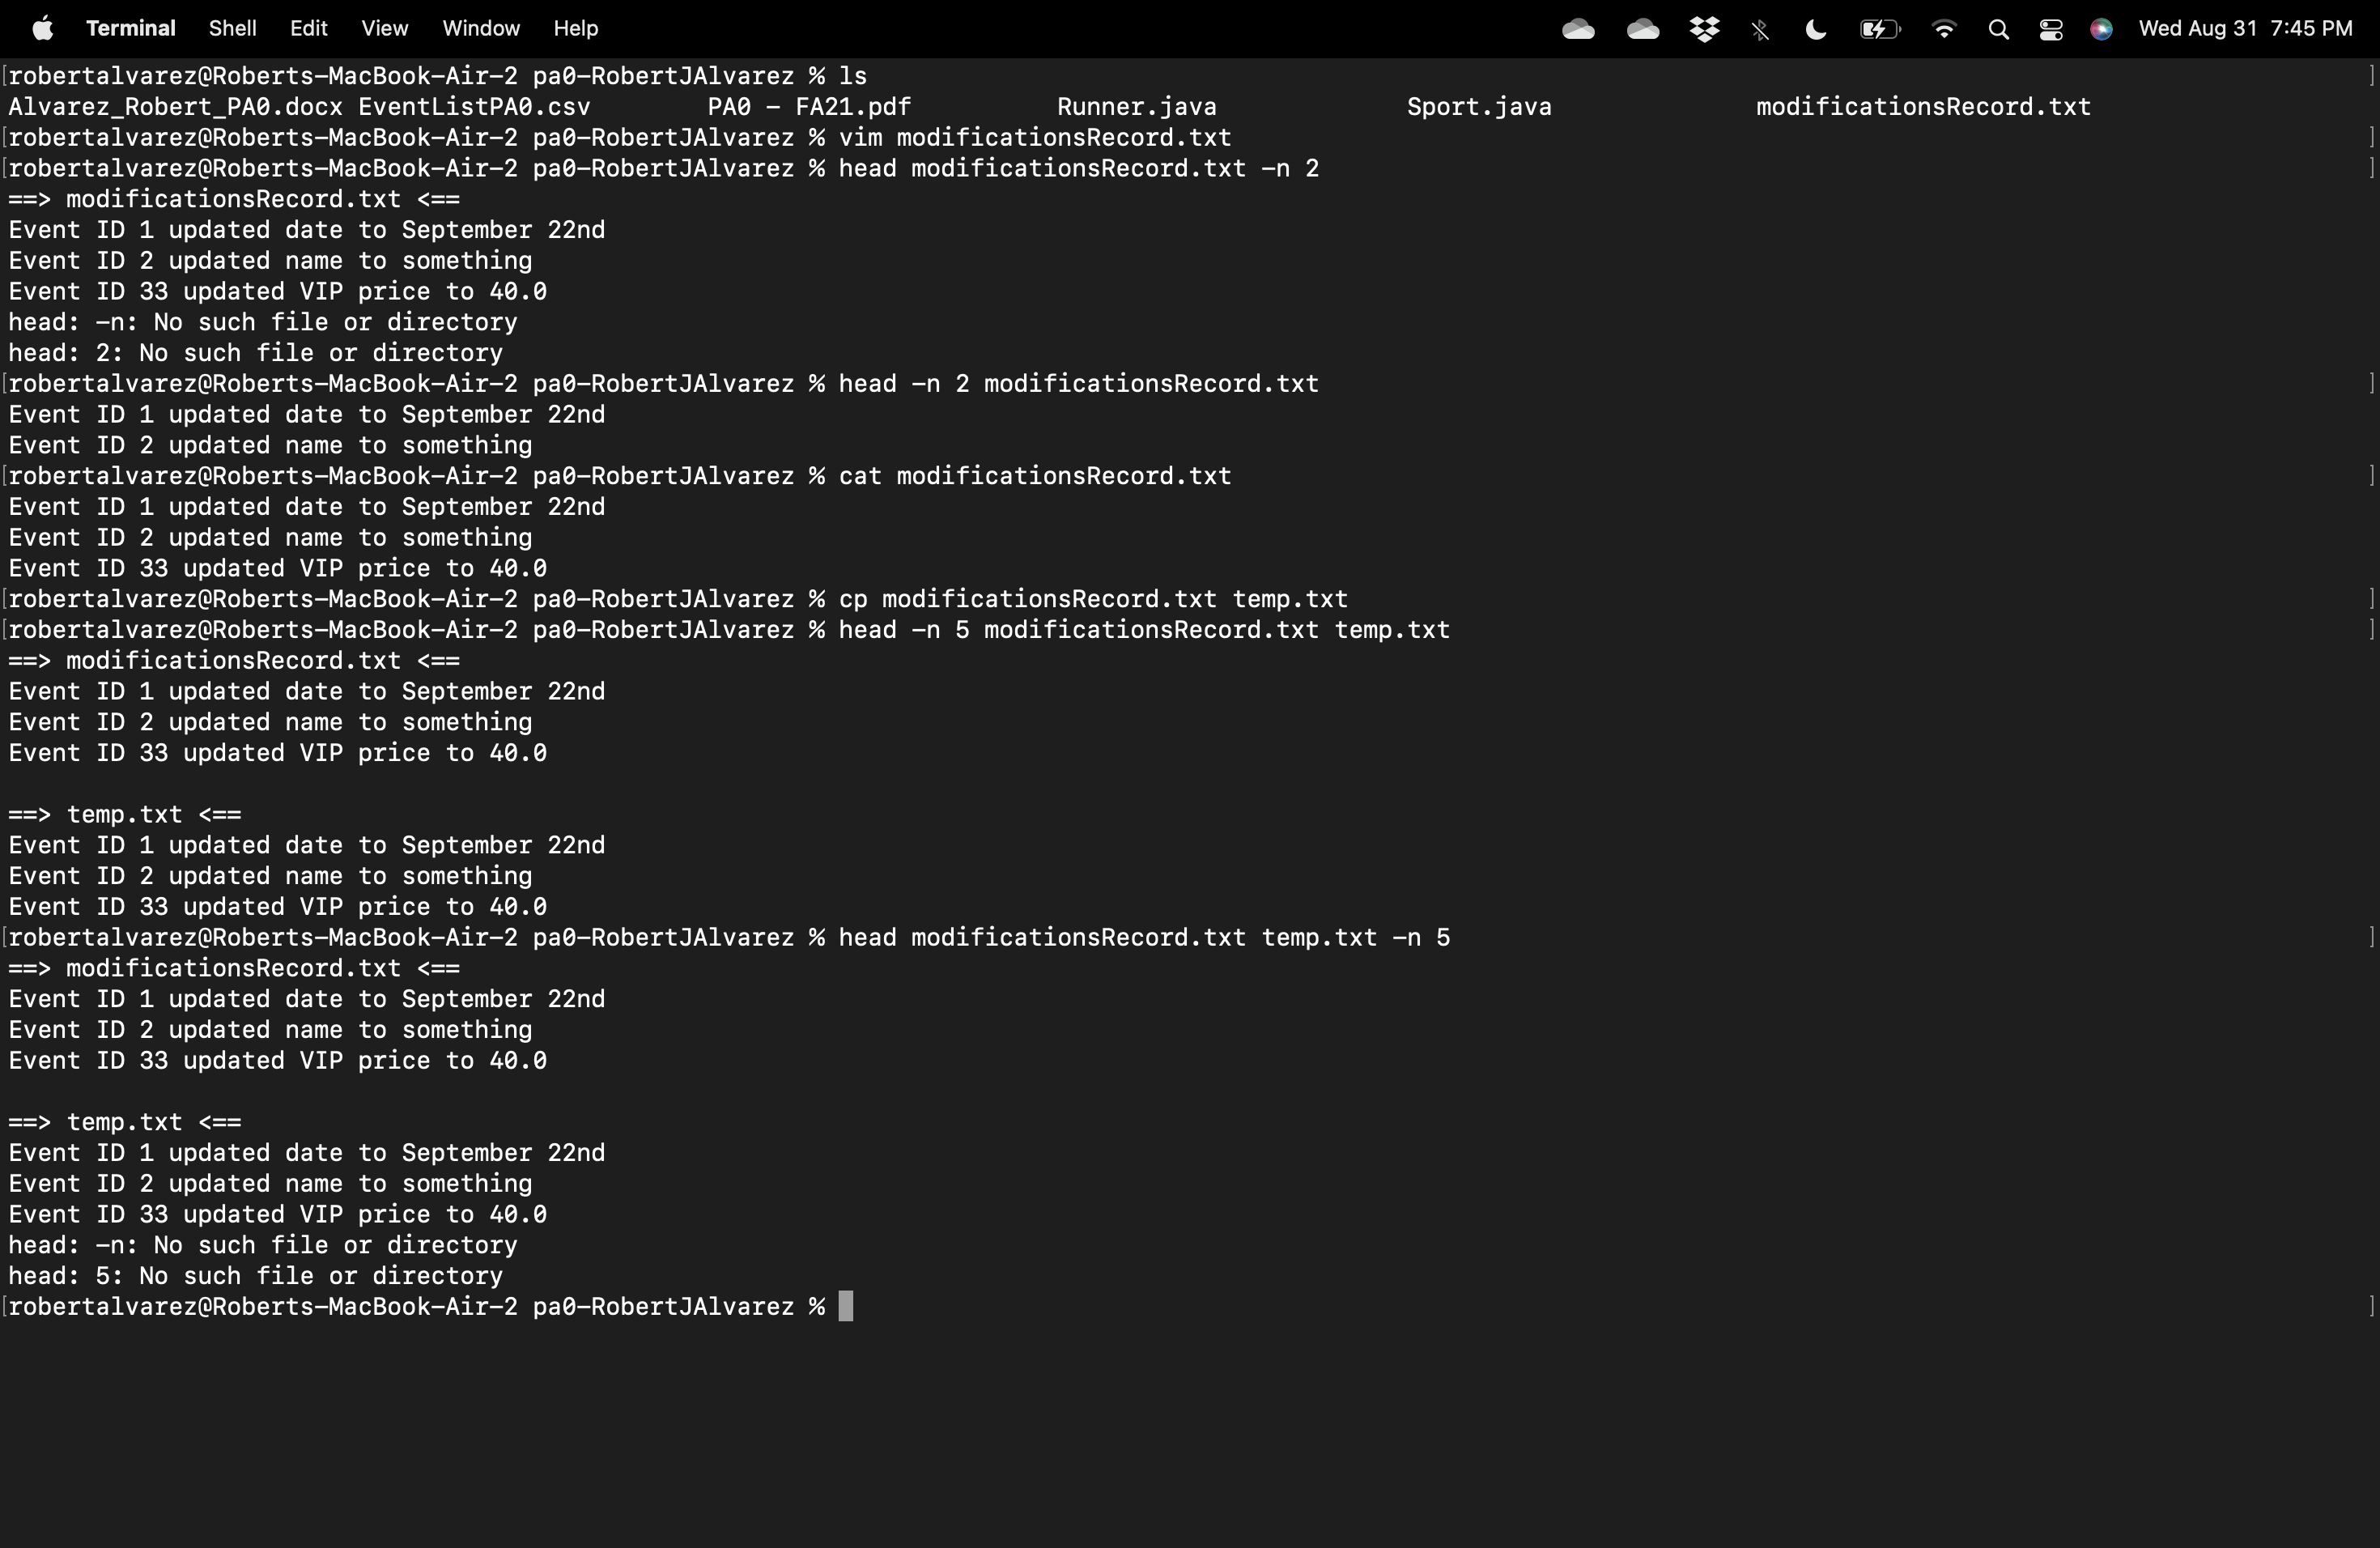 Terminal Shell Edit View Window Help Wed Aug 31 7:45 PM
[robertalvarez@Roberts-MacBook-Air-2 pa0-RobertJAlvarez % ls ]
Alvarez_Robert_PA0.docx EventListPA0.csv PA0 - FA21.pdf Runner.java Sport.java modificationsRecord.txt
[robertalvarez@Roberts-MacBook-Air-2 pa0-RobertJAlvarez % vim modificationsRecord.txt ]
[robertalvarez@Roberts-MacBook-Air-2 pa0-RobertJAlvarez % head modificationsRecord.txt -n 2 ]
==> modificationsRecord.txt <==
Event ID 1 updated date to September 22nd
Event ID 2 updated name to something
Event ID 33 updated VIP price to 40.0
head: -n: No such file or directory
head: 2: No such file or directory
[robertalvarez@Roberts-MacBook-Air-2 pa0-RobertJAlvarez % head -n 2 modificationsRecord.txt ]
Event ID 1 updated date to September 22nd
Event ID 2 updated name to something
[robertalvarez@Roberts-MacBook-Air-2 pa0-RobertJAlvarez % cat modificationsRecord.txt ]
Event ID 1 updated date to September 22nd
Event ID 2 updated name to something
Event ID 33 updated VIP price to 40.0
[robertalvarez@Roberts-MacBook-Air-2 pa0-RobertJAlvarez % cp modificationsRecord.txt temp.txt ]
[robertalvarez@Roberts-MacBook-Air-2 pa0-RobertJAlvarez % head -n 5 modificationsRecord.txt temp.txt ]
==> modificationsRecord.txt <==
Event ID 1 updated date to September 22nd
Event ID 2 updated name to something
Event ID 33 updated VIP price to 40.0
==> temp.txt <==
Event ID 1 updated date to September 22nd
Event ID 2 updated name to something
Event ID 33 updated VIP price to 40.0
[robertalvarez@Roberts-MacBook-Air-2 pa0-RobertJAlvarez % head modificationsRecord.txt temp.txt -n 5 ]
==> modificationsRecord.txt <==
Event ID 1 updated date to September 22nd
Event ID 2 updated name to something
Event ID 33 updated VIP price to 40.0
==> temp.txt <==
Event ID 1 updated date to September 22nd
Event ID 2 updated name to something
Event ID 33 updated VIP price to 40.0
head: -n: No such file or directory
head: 5: No such file or directory
[robertalvarez@Roberts-MacBook-Air-2 pa0-RobertJAlvarez % ]